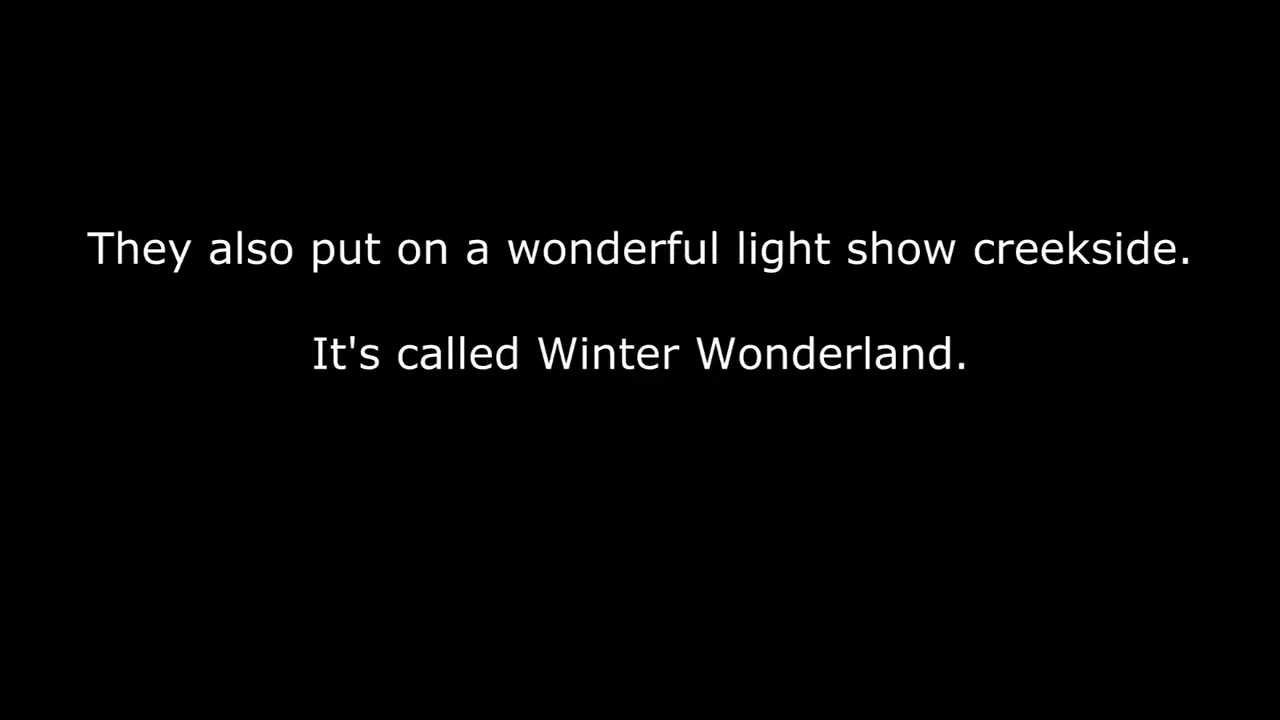 They also put on a wonderful light show creekside.
It's called Winter Wonderland.